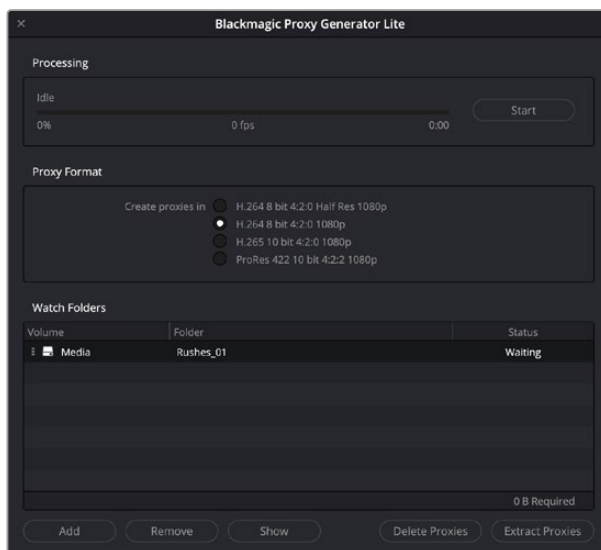 Blackmagic Proxy Generator Lite
Processing
Idle
Start
0% 0 fps 0:00
Proxy Format
Create proxies in H.264 8 bit 4:2:0 Half Res 1080p
H.264 8 bit 4:2:0 1080p
H.265 10 bit 4:2:0 1080p
ProRes 422 10 bit 4:2:2 1080p
Watch Folders
Volume Folder Status
Media Rushes_01 Waiting
0 B Required
Add Remove Show Delete Proxies Extract Proxies